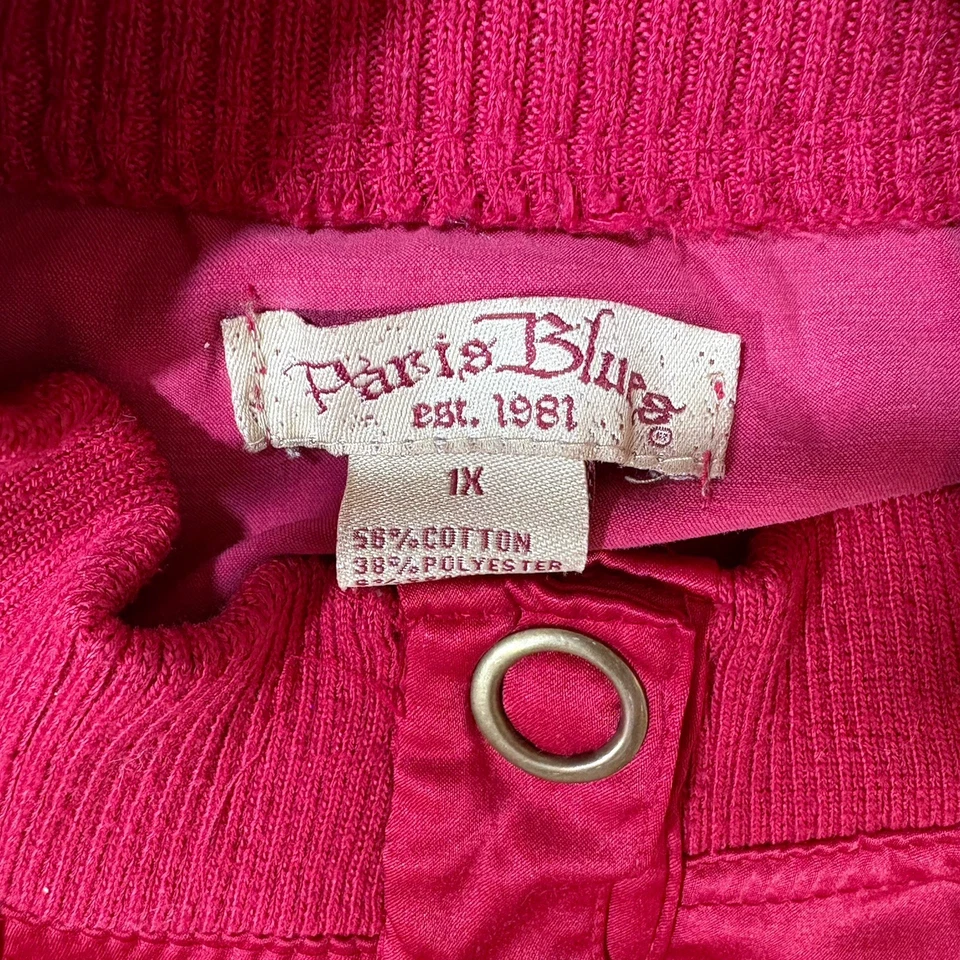 Paris Blues
est. 1981
1X
56% COTTON
38% POLYESTER